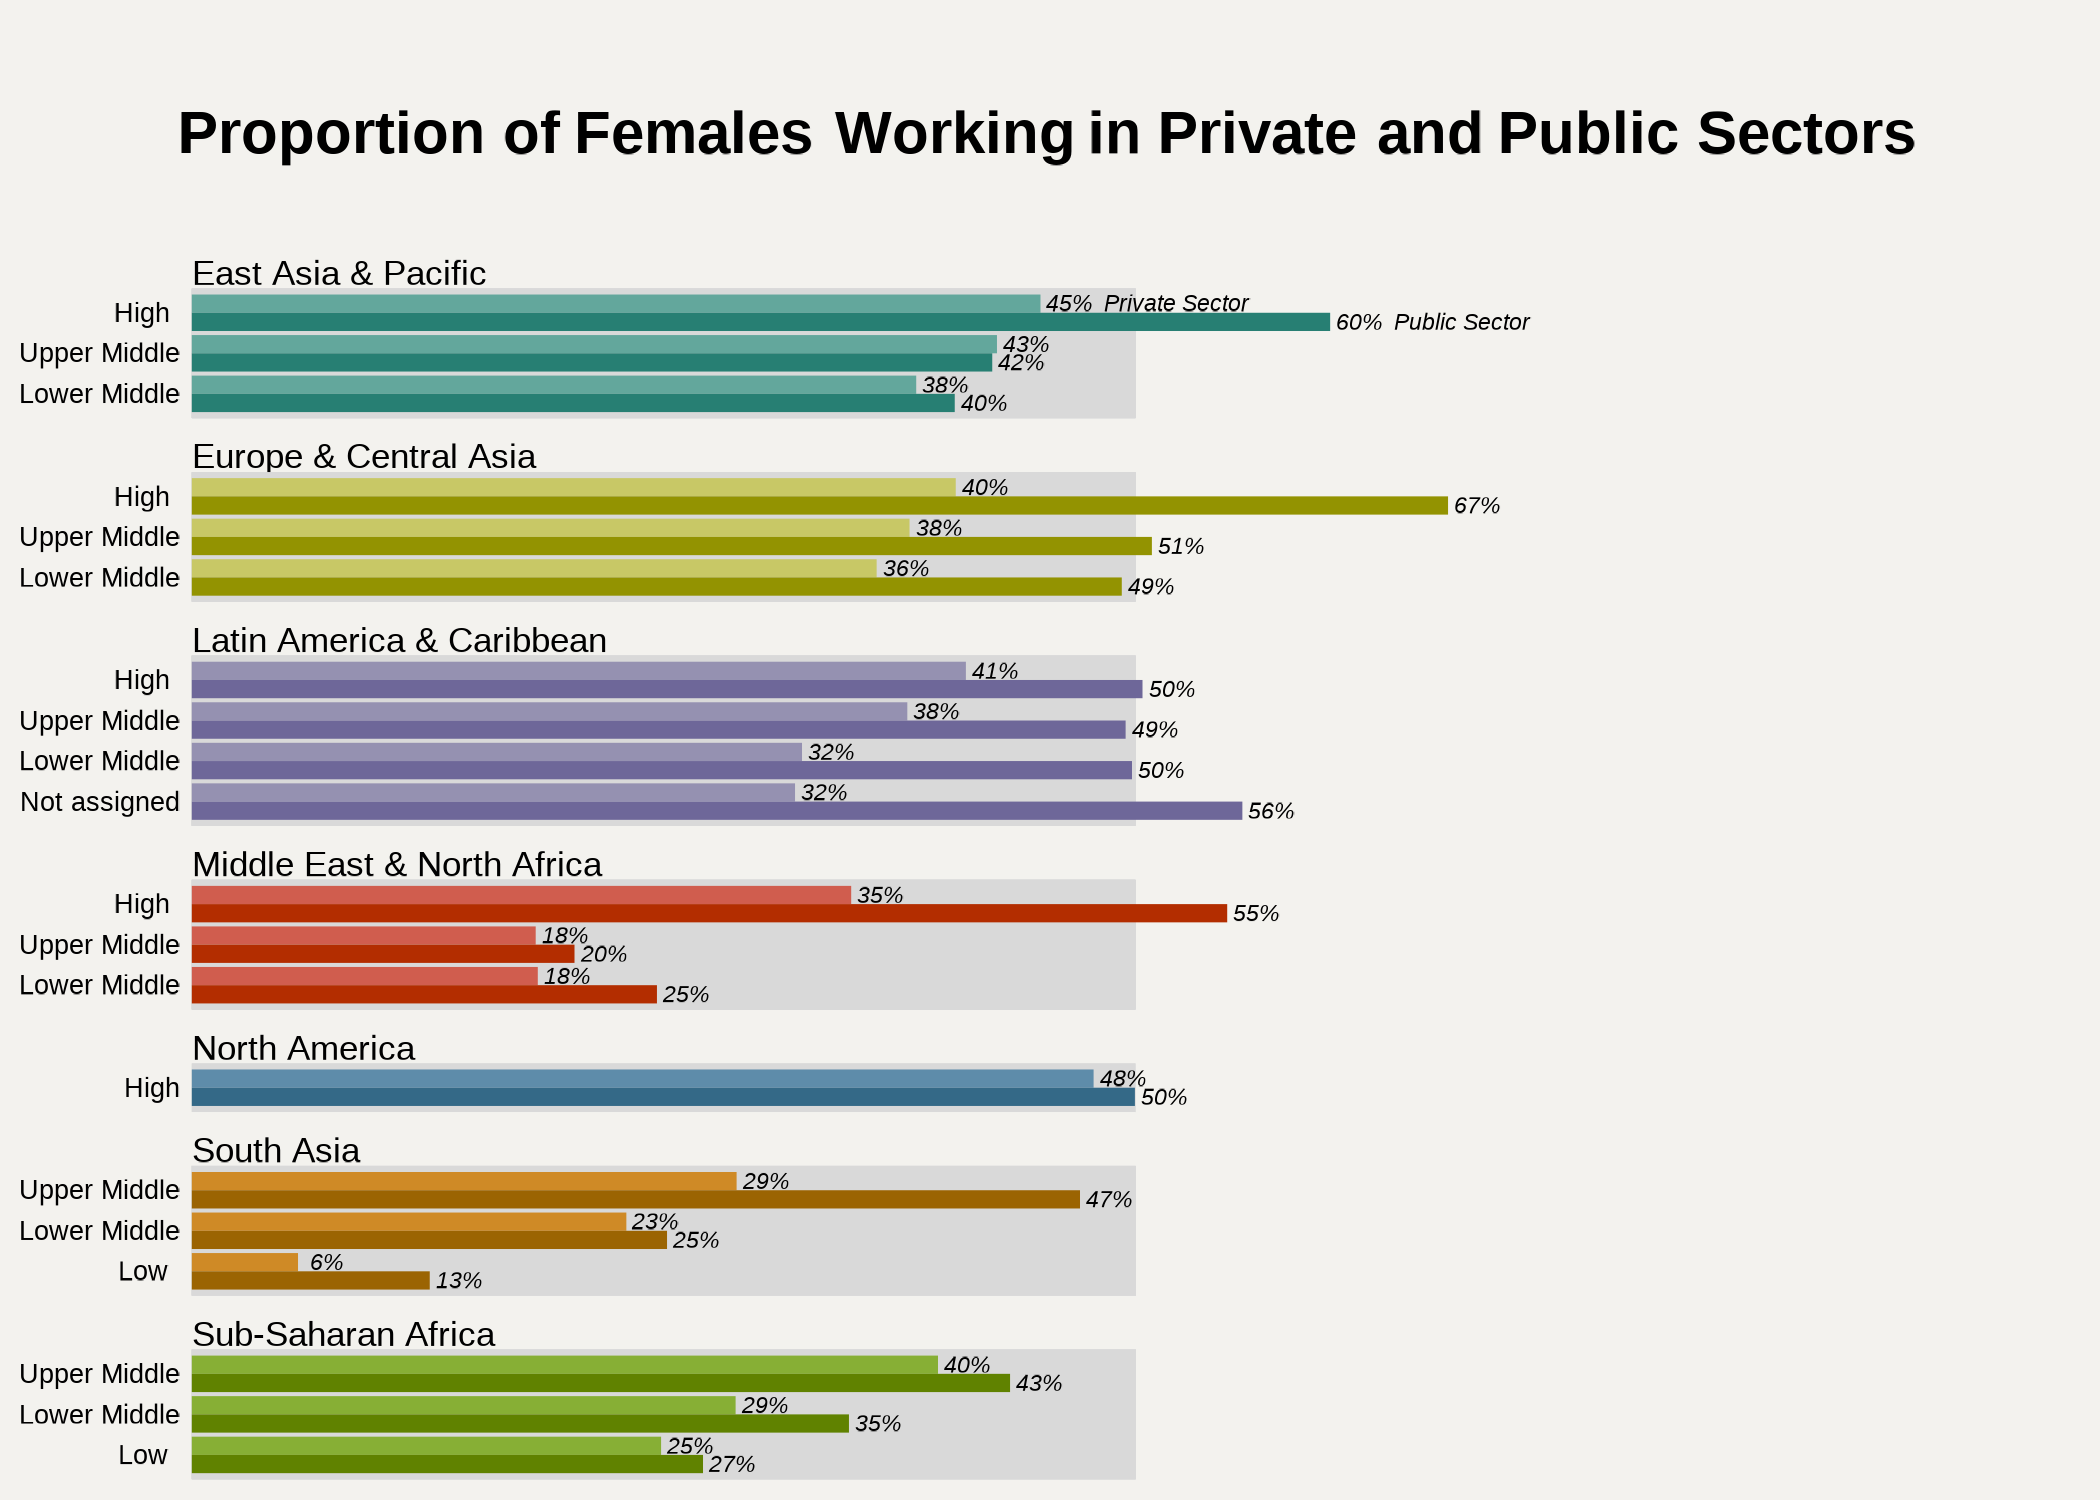 Proportion of Females Working in Private and Public Sectors
East Asia & Pacific
High 45% Private Sector
60% Public Sector
Upper Middle 43%
42%
Lower Middle 38%
40%
Europe & Central Asia
High 40%
67%
Upper Middle 38%
51%
Lower Middle 36%
49%
Latin America & Caribbean
High 41%
50%
Upper Middle 38%
49%
Lower Middle 32%
50%
Not assigned 32%
56%
Middle East & North Africa
High 35%
55%
Upper Middle 18%
20%
Lower Middle 18%
25%
North America
High 48%
50%
South Asia
Upper Middle 29%
47%
Lower Middle 23%
25%
Low 6%
13%
Sub-Saharan Africa
Upper Middle 40%
43%
Lower Middle 29%
35%
Low 25%
27%